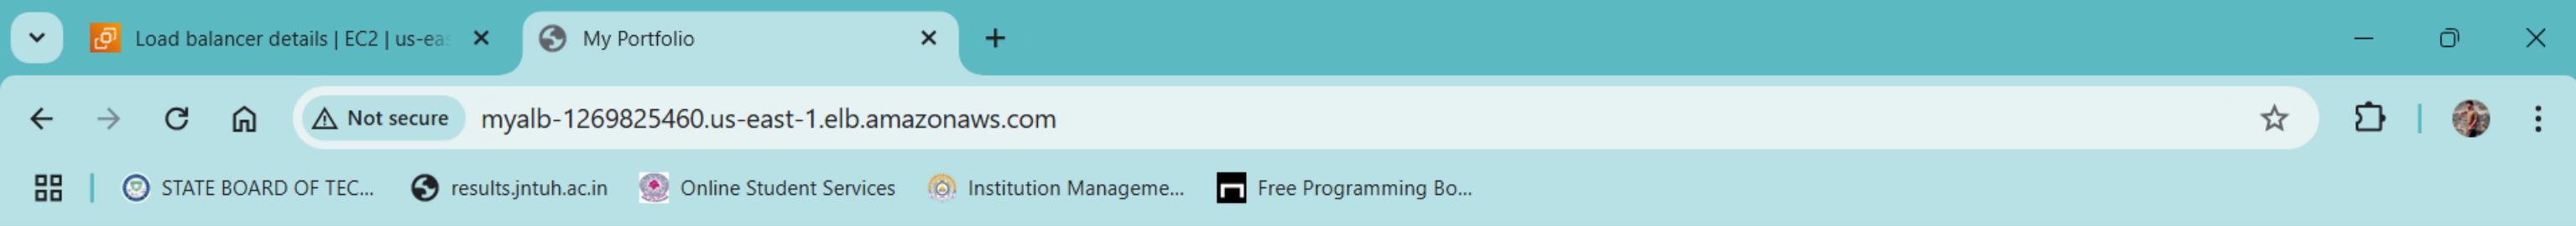 Load balancer details | EC2 | us-eas
My Portfolio
Not secure
myalb-1269825460.us-east-1.elb.amazonaws.com
STATE BOARD OF TEC...
results.jntuh.ac.in
Online Student Services
Institution Manageme...
Free Programming Bo...